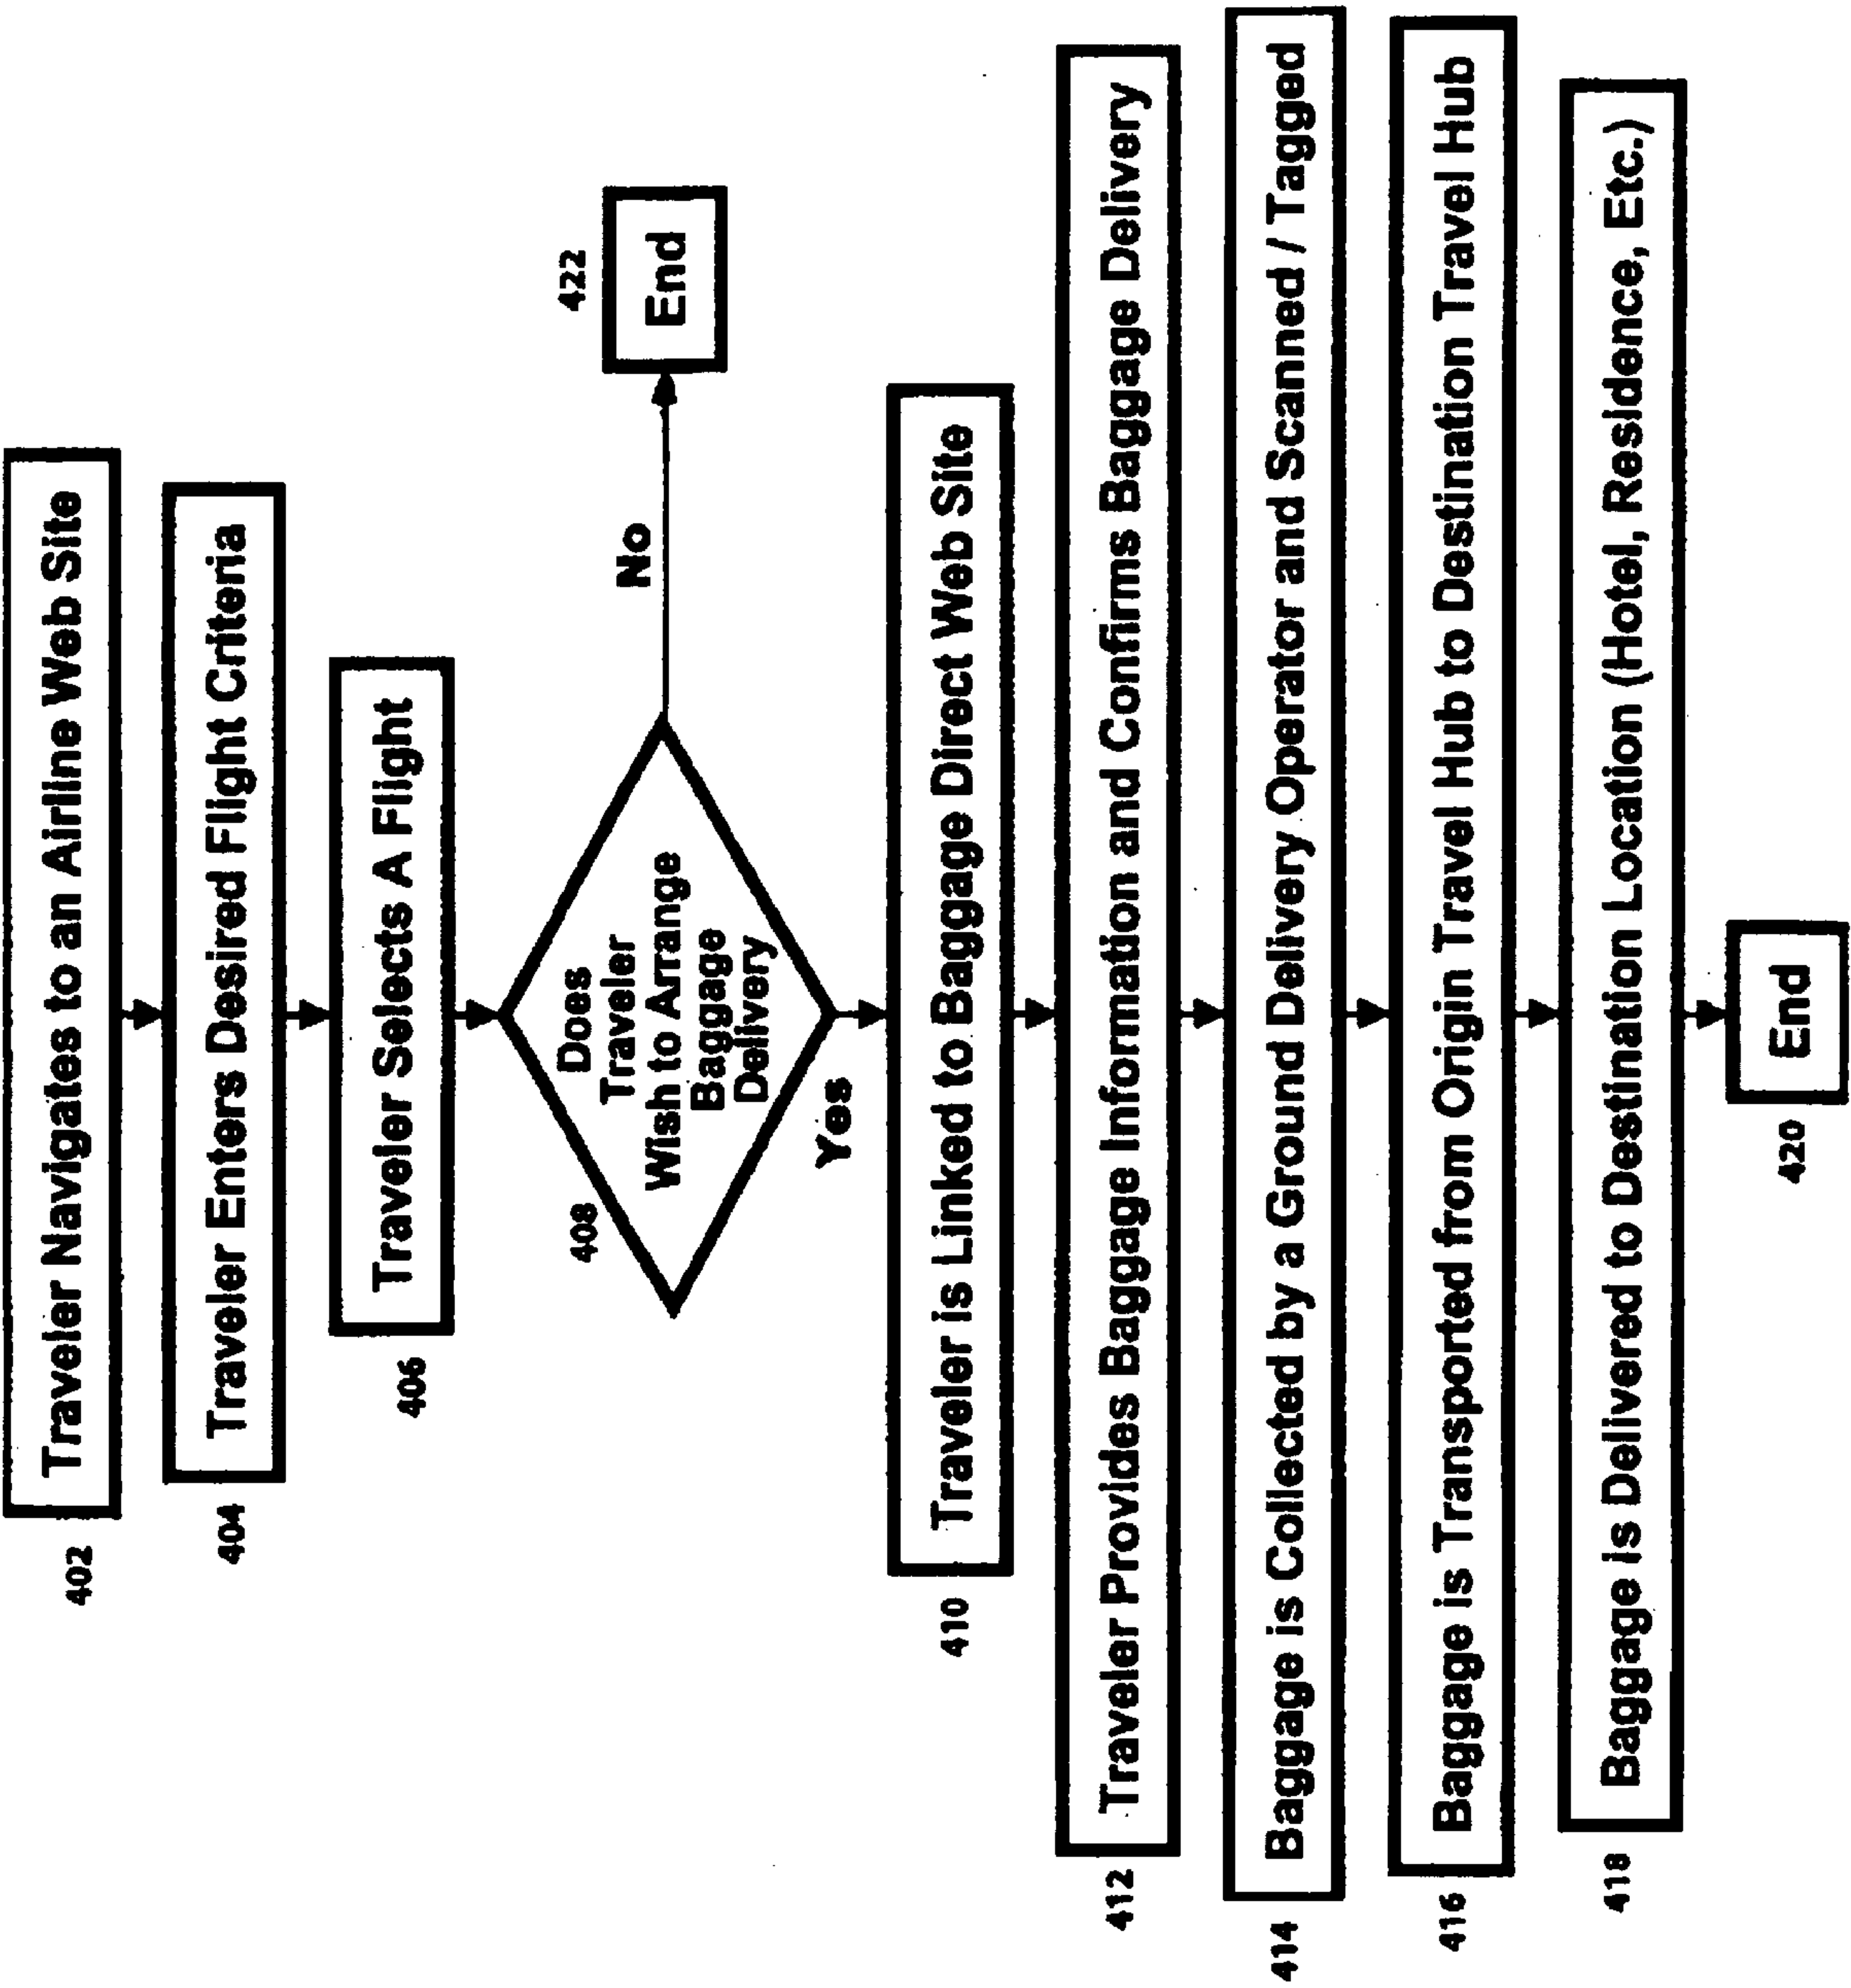 402
Traveler Navigates to an Airline Web Site
404
Traveler Enters Desired Flight Criteria
406
Traveler Selects A Flight
408
Does
Traveler
Wish to Arrange
Baggage
Delivery
No
422
End
Yes
410
Traveler is Linked to Baggage Direct Web Site
412
Traveler Provides Baggage Information and Confirms Baggage Delivery
414
Baggage is Collected by a Ground Delivery Operator and Scanned / Tagged
416
Baggage is Transported from Origin Travel Hub to Destination Travel Hub
418
Baggage is Delivered to Destination Location (Hotel, Residence, Etc.)
420
End